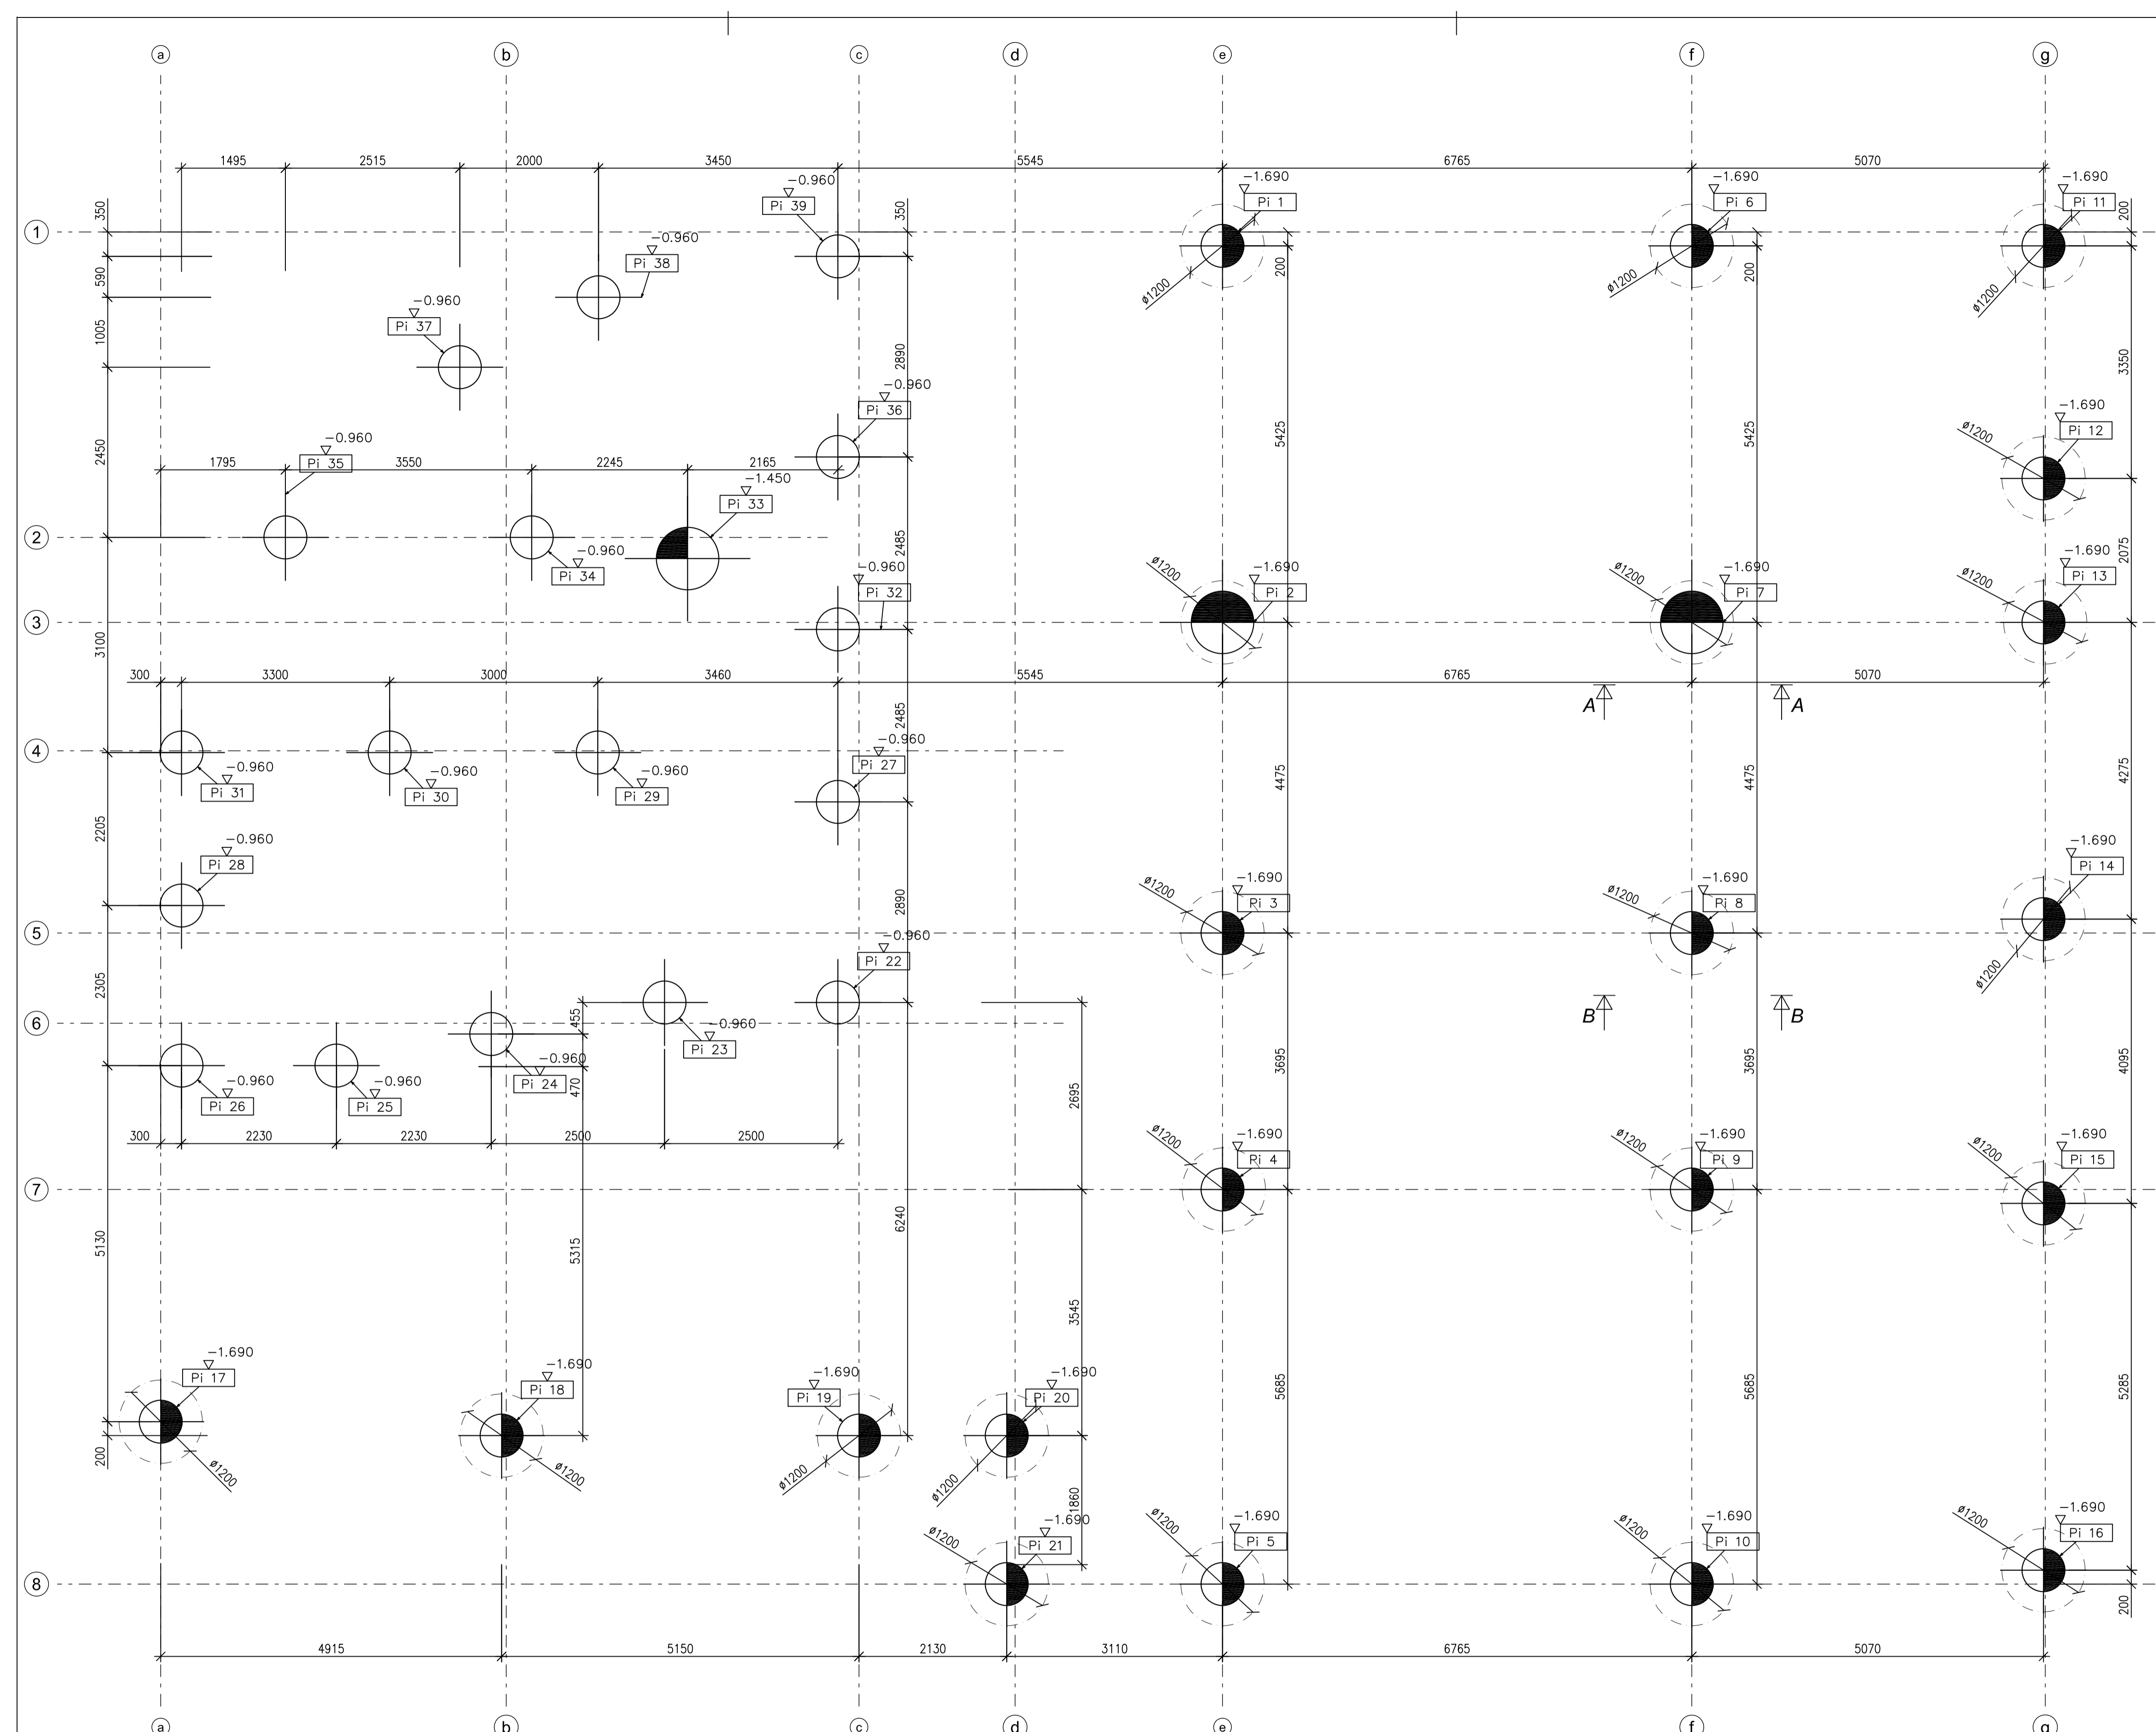 a b c d e f g
1495 2515 2000 3450 5545 6765 5070
-0.960 -1.690 -1.690 -1.690
Pi 39 Pi 1 Pi 6 Pi 11
350 350 200
1
-0.960
Pi 38
590 200 200
ø1200 ø1200 ø1200
-0.960
Pi 37
1005 2890 3350
-0.960
Pi 36
-1.690
Pi 12
ø1200
2450 5425 5425
-0.960
Pi 35
1795 3550 2245 2165
-1.450
Pi 33
2
2485 2075
-0.960
Pi 34
-0.960
Pi 32
ø1200 -1.690
Pi 2
ø1200 -1.690
Pi 7
ø1200 -1.690
Pi 13
3
3100
300 3300 3000 3460 5545 6765 5070
A A
2485
4
-0.960
Pi 27
-0.960 -0.960 -0.960
Pi 31 Pi 30 Pi 29
4475 4475 4275
2205
-0.960
Pi 28
-1.690
Pi 14
2890
ø1200 -1.690
Pi 3
ø1200 -1.690
Pi 8
5
-0.960
Pi 22
ø1200
2305
B B
6
455
-0.960
Pi 23
-0.960
Pi 24
470
-0.960 -0.960
Pi 26 Pi 25
2695 3695 3695 4095
300 2230 2230 2500 2500
ø1200 -1.690
Pi 4
ø1200 -1.690
Pi 9
ø1200 -1.690
Pi 15
7
5130 5315 6240
3545
-1.690
Pi 17
-1.690
Pi 18
-1.690
Pi 19
-1.690
Pi 20
5685 5685 5285
200
ø1200 ø1200 ø1200 ø1200
1860
ø1200 -1.690
Pi 21
ø1200 -1.690
Pi 5
ø1200 -1.690
Pi 10
ø1200 -1.690
Pi 16
8
200
4915 5150 2130 3110 6765 5070
a b c d e f g